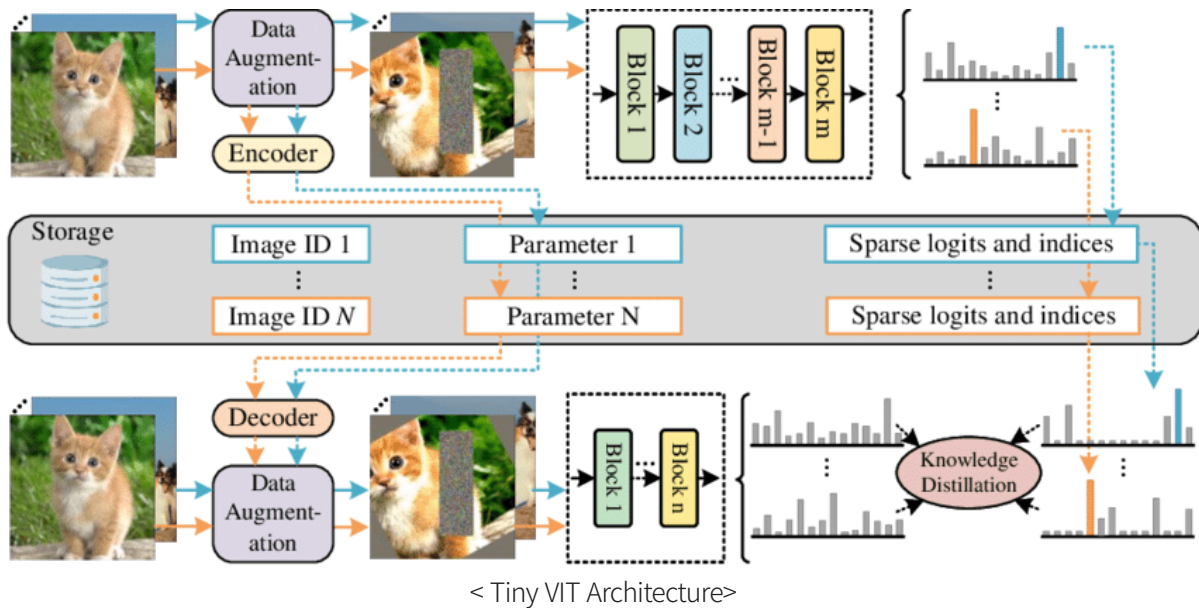 Data
Augment-
ation
Encoder
Block 1
Block 2
Block m-1
Block m
Storage
Image ID 1
Parameter 1
Sparse logits and indices
Image ID N
Parameter N
Sparse logits and indices
Decoder
Data
Augment-
ation
Block 1
Block n
Knowledge
Distillation
< Tiny VIT Architecture>